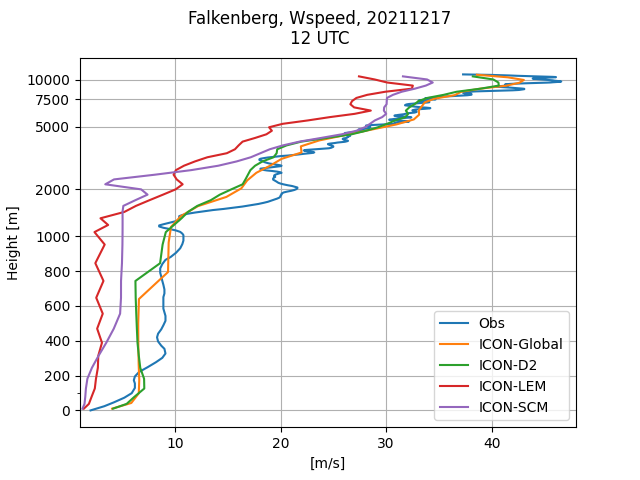 Falkenberg, Wspeed, 20211217
12 UTC
10000
7500
5000
2000
1000
800
600
400
200
0
Height [m]
Obs
ICON-Global
ICON-D2
ICON-LEM
ICON-SCM
10
20
30
40
[m/s]